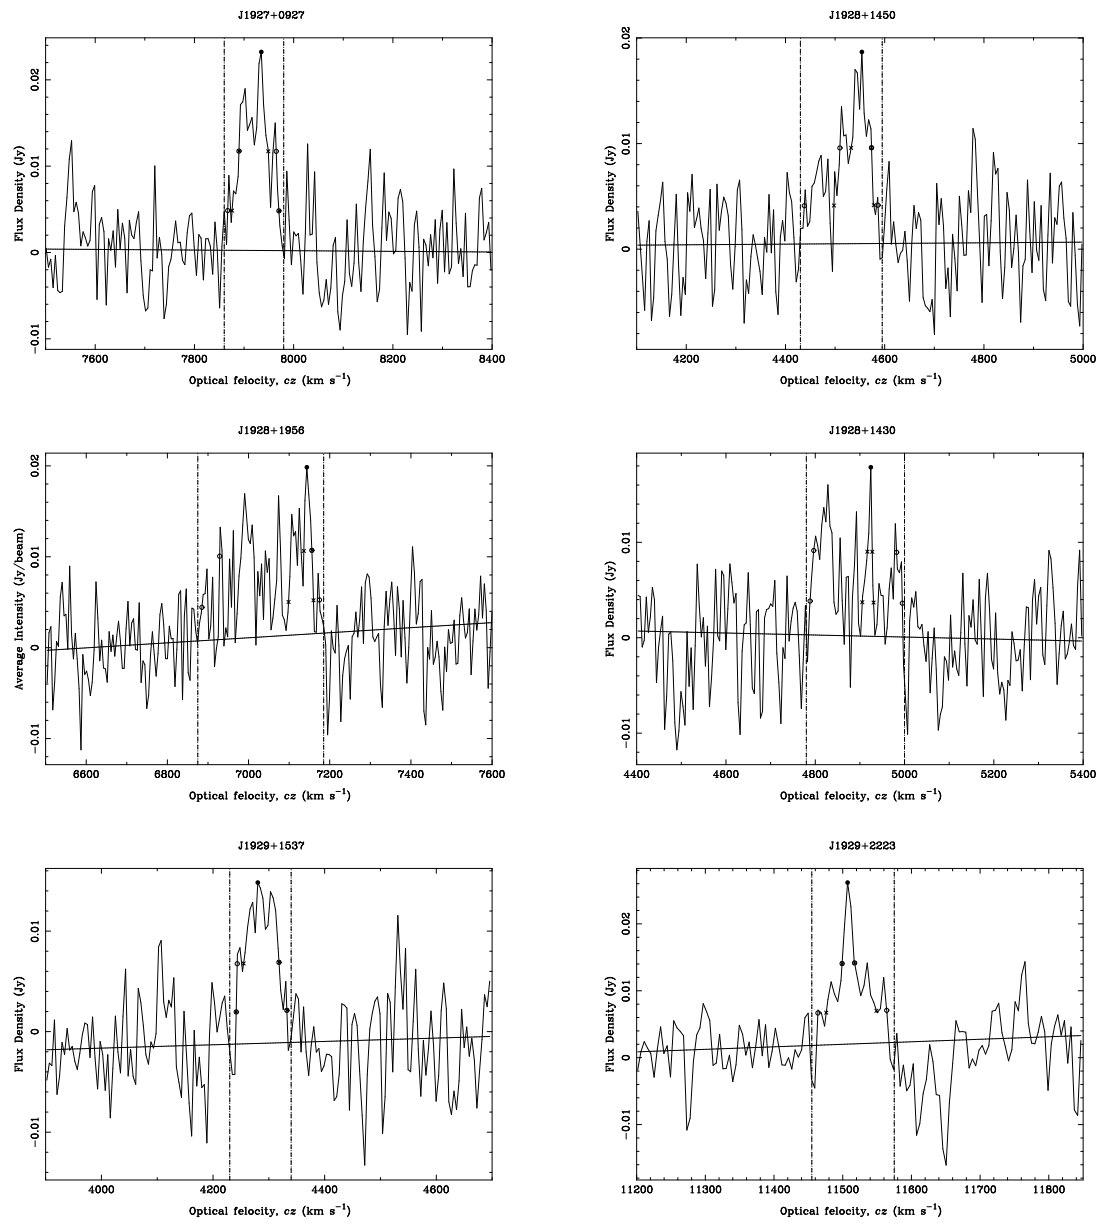 J1927+0927
Flux Density (Jy)
0.02
0.01
0
−0.01
7600 7800 8000 8200 8400
Optical felocity, cz (km s−1)
J1928+1450
Flux Density (Jy)
0.02
0.01
0
4200 4400 4600 4800 5000
Optical felocity, cz (km s−1)
J1928+1956
Average Intensity (Jy/beam)
0.02
0.01
0
−0.01
6600 6800 7000 7200 7400 7600
Optical felocity, cz (km s−1)
J1928+1430
Flux Density (Jy)
0.01
0
−0.01
4400 4600 4800 5000 5200 5400
Optical felocity, cz (km s−1)
J1929+1537
Flux Density (Jy)
0.01
0
−0.01
4000 4200 4400 4600
Optical felocity, cz (km s−1)
J1929+2223
Flux Density (Jy)
0.02
0.01
0
−0.01
11200 11300 11400 11500 11600 11700 11800
Optical felocity, cz (km s−1)